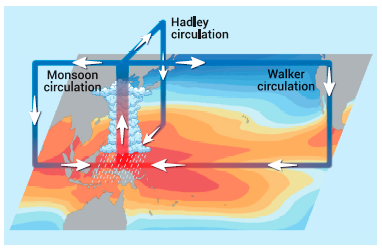 Hadley
circulation
Monsoon
circulation
Walker
circulation